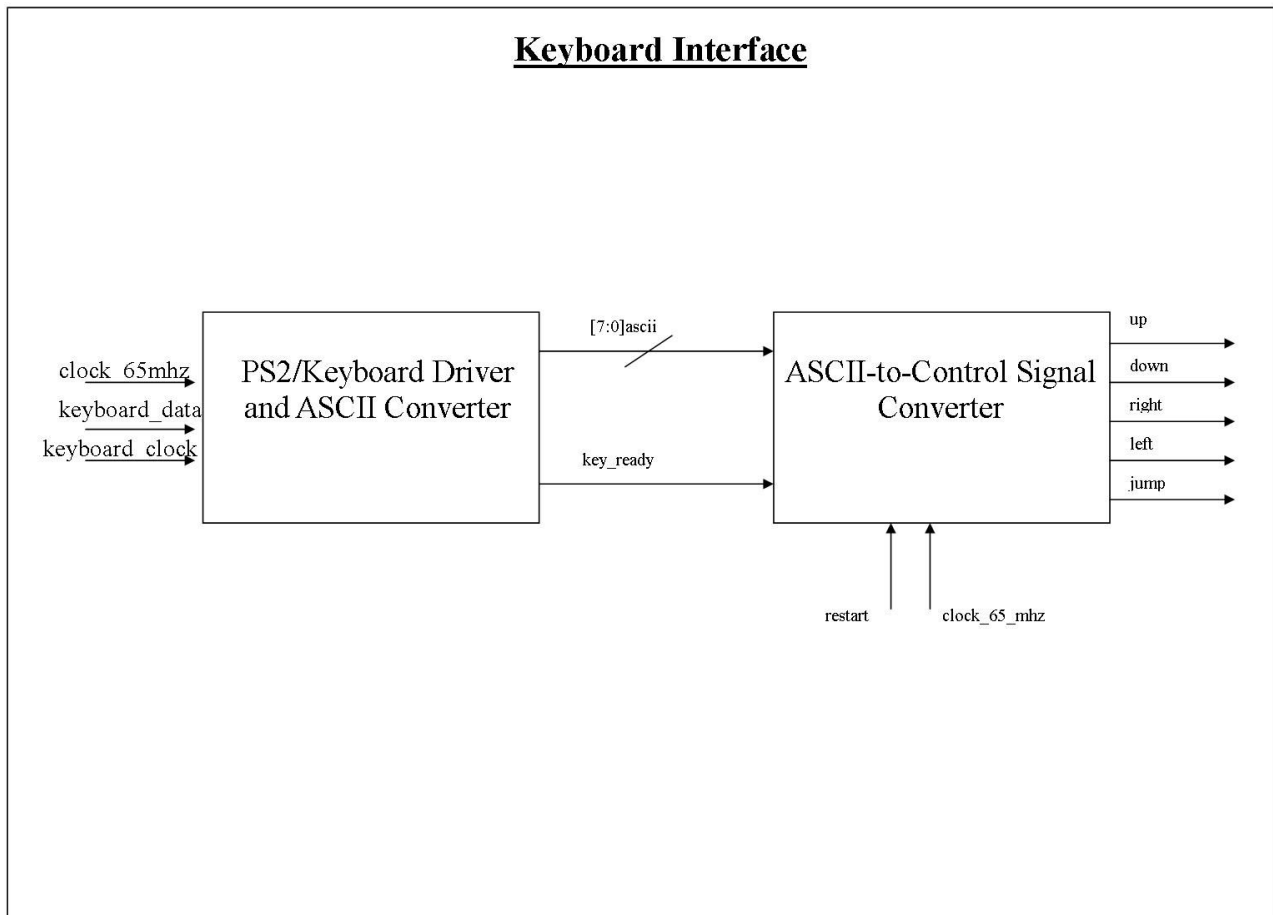 Keyboard Interface
clock_65mhz
keyboard_data
keyboard_clock
PS2/Keyboard Driver
and ASCII Converter
[7:0]ascii
key_ready
ASCII-to-Control Signal
Converter
up
down
right
left
jump
restart
clock_65_mhz